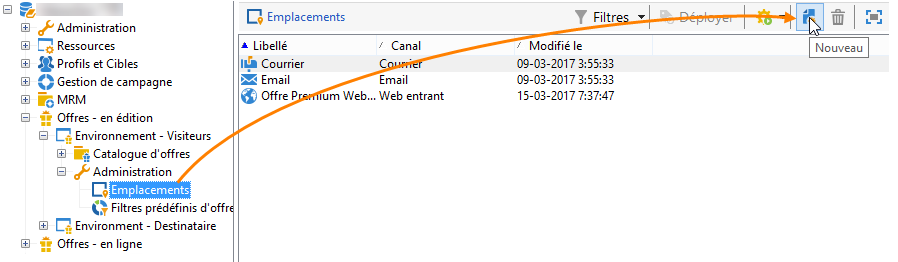 Administration
Ressources
Profils et Cibles
Gestion de campagne
MRM
Offres - en édition
Environnement - Visiteurs
Catalogue d'offres
Administration
Emplacements
Filtres prédéfinis d'offre
Environment - Destinataire
Offres - en ligne
Emplacements Filtres Déployer
Nouveau
Libellé Canal Modifié le
Courrier Courrier 09-03-2017 3:55:33
Email Email 09-03-2017 3:55:33
Offre Premium Web... Web entrant 15-03-2017 7:37:47